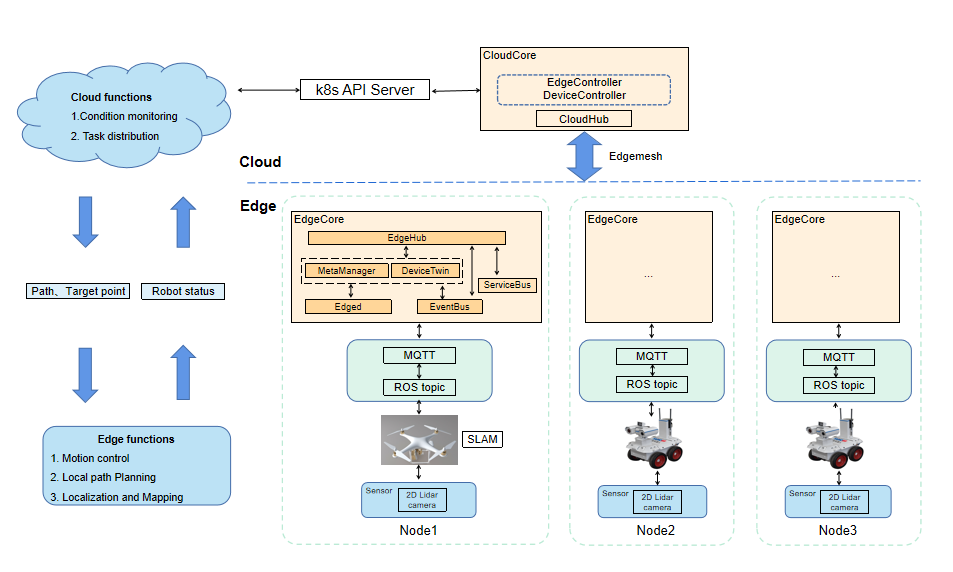 Cloud functions
1.Condition monitoring
2. Task distribution
k8s API Server
CloudCore
EdgeController
DeviceController
CloudHub
Edgemesh
Cloud
Edge
Path、Target point
Robot status
Edge functions
1. Motion control
2. Local path Planning
3. Localization and Mapping
EdgeCore
EdgeHub
MetaManager
DeviceTwin
ServiceBus
Edged
EventBus
MQTT
ROS topic
SLAM
Sensor
2D Lidar
camera
Node1
EdgeCore
...
MQTT
ROS topic
Sensor
2D Lidar
camera
Node2
EdgeCore
...
MQTT
ROS topic
Sensor
2D Lidar
camera
Node3